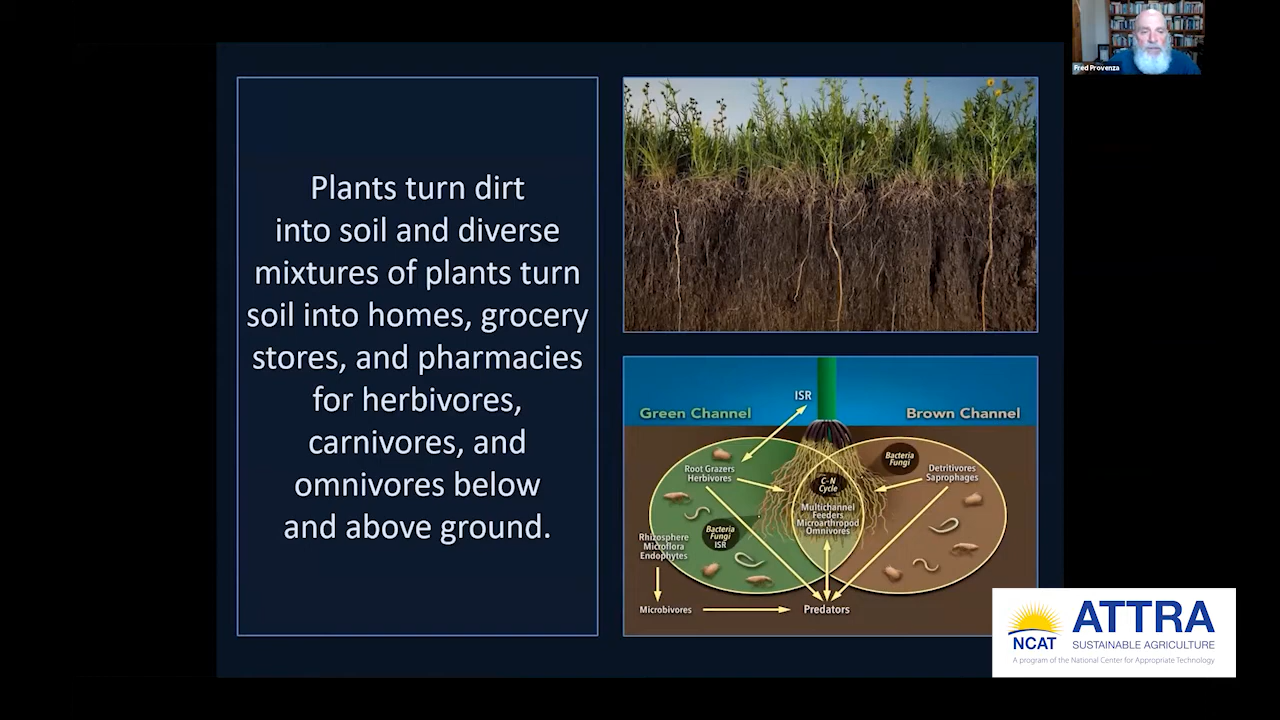 Fred Provenza
Plants turn dirt
into soil and diverse
mixtures of plants turn
soil into homes, grocery
stores, and pharmacies
for herbivores,
carnivores, and
omnivores below
and above ground.
ISR
Green Channel
Brown Channel
Root Grazers
Herbivores
Bacteria
Fungi
Detritivores
Saprophages
C-N
Cycle
Multichannel
Feeders
Microarthropod
Omnivores
Bacteria
Fungi
ISR
Rhizosphere
Microflora
Endophytes
Microbivores
Predators
NCAT
ATTRA
SUSTAINABLE AGRICULTURE
A program of the National Center for Appropriate Technology